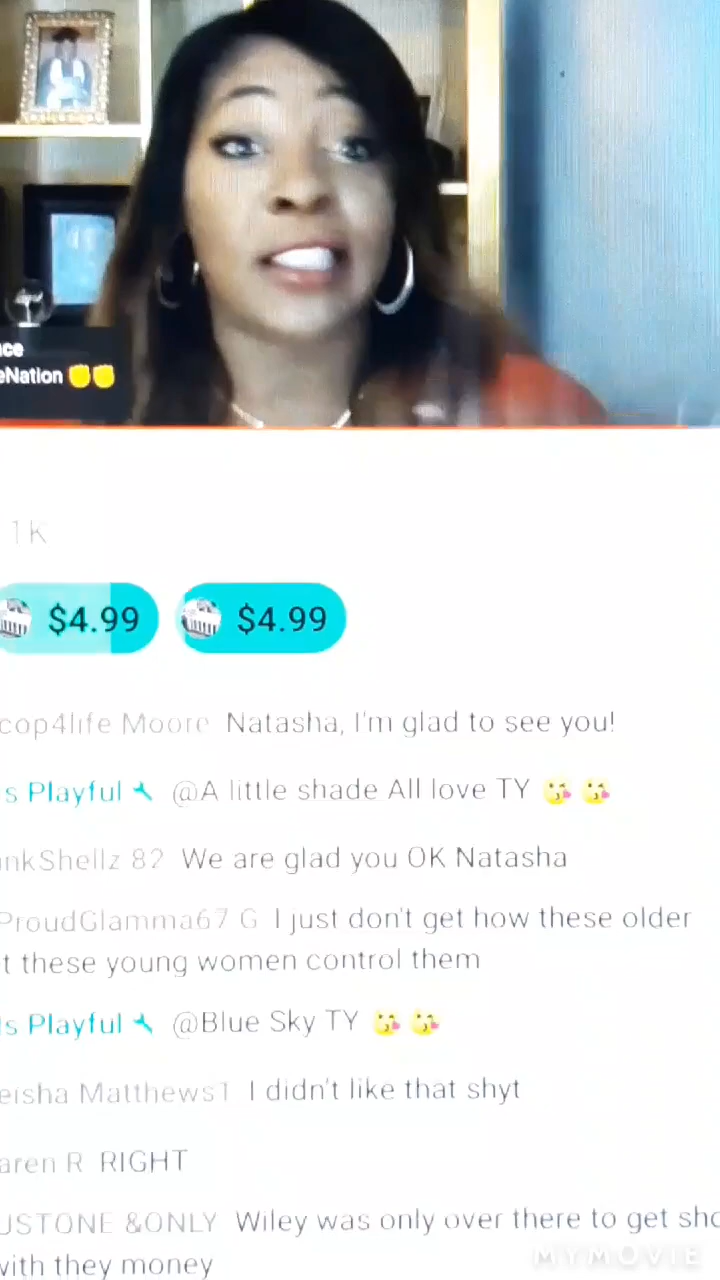 ce
eNation ✊✊
1K
$4.99 $4.99
cop4life Moore Natasha, I'm glad to see you!
s Playful @A little shade All love TY 😘 😘
nkShellz 82 We are glad you OK Natasha
ProudGlamma67 G I just don't get how these older
t these young women control them
s Playful @Blue Sky TY 😘 😘
eisha Matthews1 I didn't like that shyt
aren R RIGHT
USTONE &ONLY Wiley was only over there to get sho
with they money
MYMOVIE